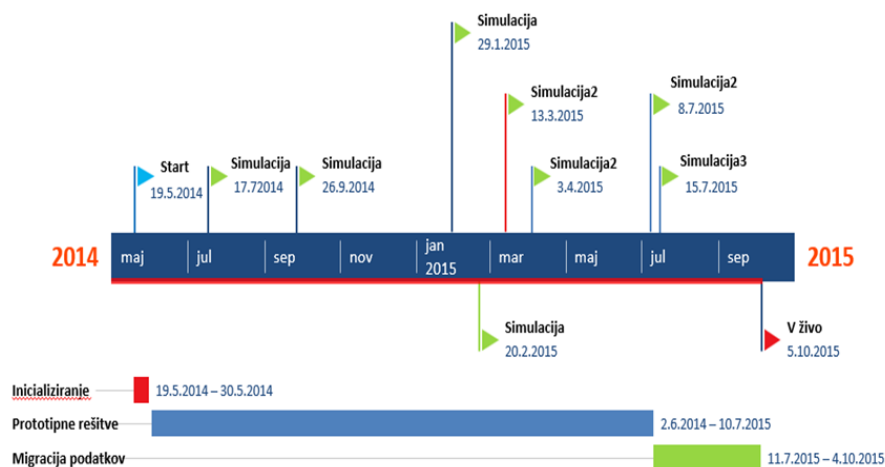 Simulacija
29.1.2015
Simulacija2
13.3.2015
Simulacija2
8.7.2015
Start
19.5.2014
Simulacija
17.72014
Simulacija
26.9.2014
Simulacija2
3.4.2015
Simulacija3
15.7.2015
2014
maj
jul
sep
nov
jan
2015
mar
maj
jul
sep
2015
Simulacija
20.2.2015
V živo
5.10.2015
Inicializiranje
19.5.2014 – 30.5.2014
Prototipne rešitve
2.6.2014 – 10.7.2015
Migracija podatkov
11.7.2015 – 4.10.2015